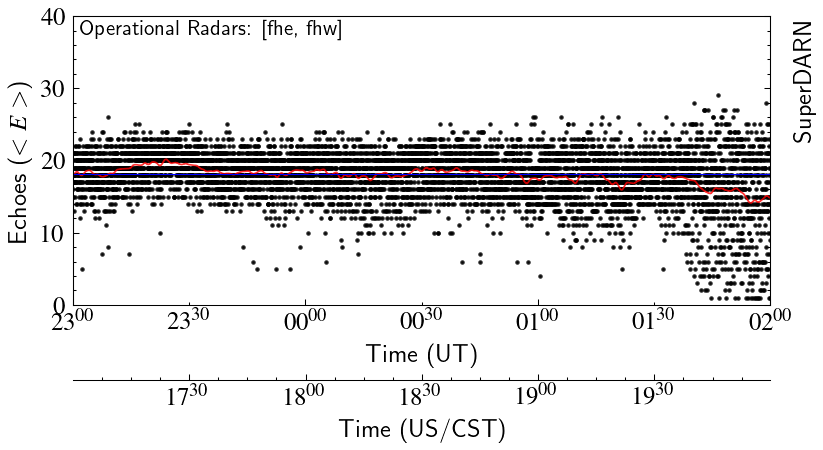 Operational Radars: [fhe, fhw]
SuperDARN
Echoes (< E >)
40
30
20
10
0
23^00 23^30 00^00 00^30 01^00 01^30 02^00
Time (UT)
17^30 18^00 18^30 19^00 19^30
Time (US/CST)